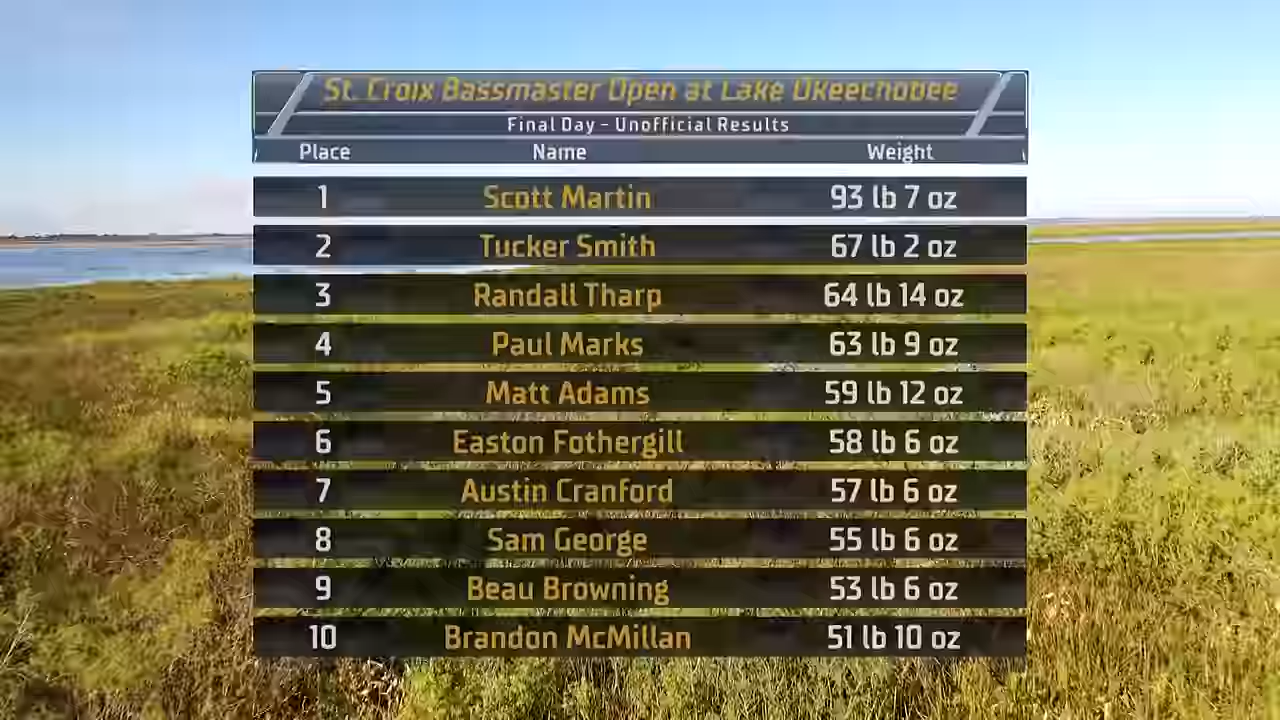 St. Croix Bassmaster Open at Lake Okeechobee
Final Day - Unofficial Results
Place Name Weight
1 Scott Martin 93 lb 7 oz
2 Tucker Smith 67 lb 2 oz
3 Randall Tharp 64 lb 14 oz
4 Paul Marks 63 lb 9 oz
5 Matt Adams 59 lb 12 oz
6 Easton Fothergill 58 lb 6 oz
7 Austin Cranford 57 lb 6 oz
8 Sam George 55 lb 6 oz
9 Beau Browning 53 lb 6 oz
10 Brandon McMillan 51 lb 10 oz